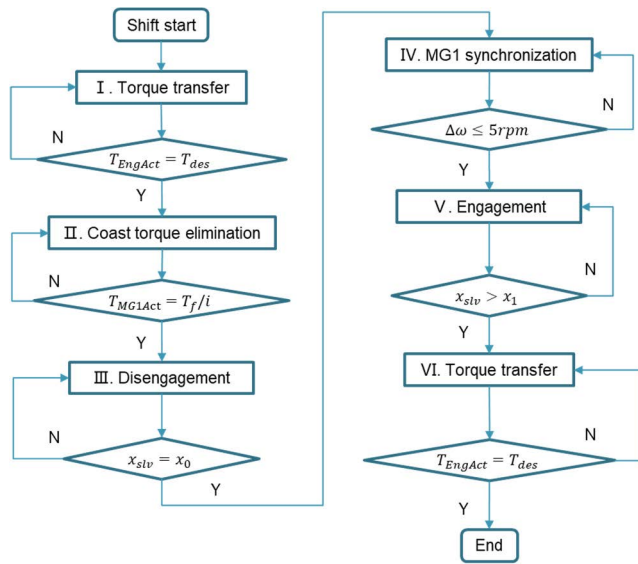 Shift start
Ⅰ. Torque transfer
N
T_EngAct = T_des
Y
Ⅱ. Coast torque elimination
N
T_MG1Act = T_f/i
Y
Ⅲ. Disengagement
N
x_slv = x_0
Y
Ⅳ. MG1 synchronization
N
Δω ≤ 5rpm
Y
Ⅴ. Engagement
N
x_slv > x_1
Y
Ⅵ. Torque transfer
N
T_EngAct = T_des
Y
End